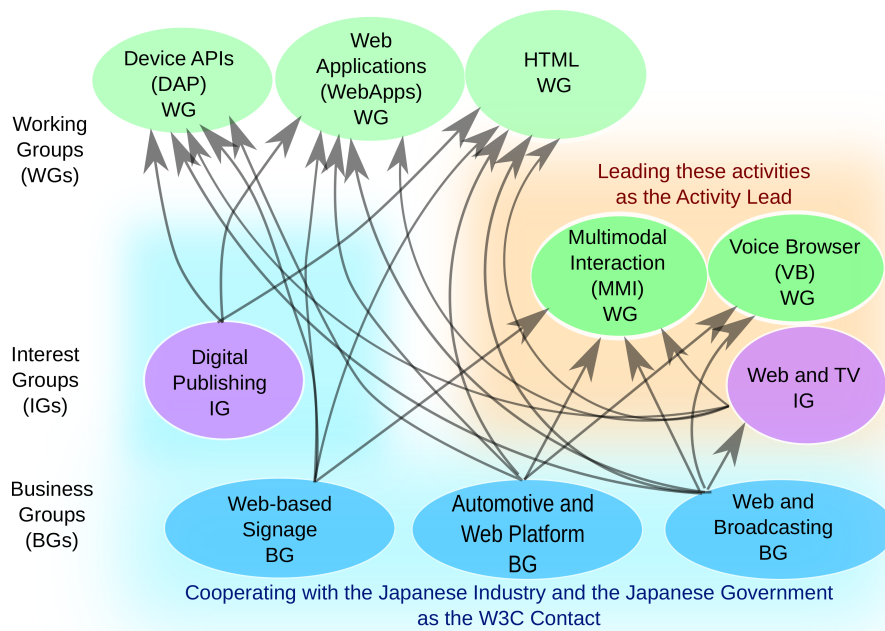 Device APIs
(DAP)
WG
Web
Applications
(WebApps)
WG
HTML
WG
Working
Groups
(WGs)
Leading these activities
as the Activity Lead
Multimodal
Interaction
(MMI)
WG
Voice Browser
(VB)
WG
Interest
Groups
(IGs)
Digital
Publishing
IG
Web and TV
IG
Business
Groups
(BGs)
Web-based
Signage
BG
Automotive and
Web Platform
BG
Web and
Broadcasting
BG
Cooperating with the Japanese Industry and the Japanese Government
as the W3C Contact